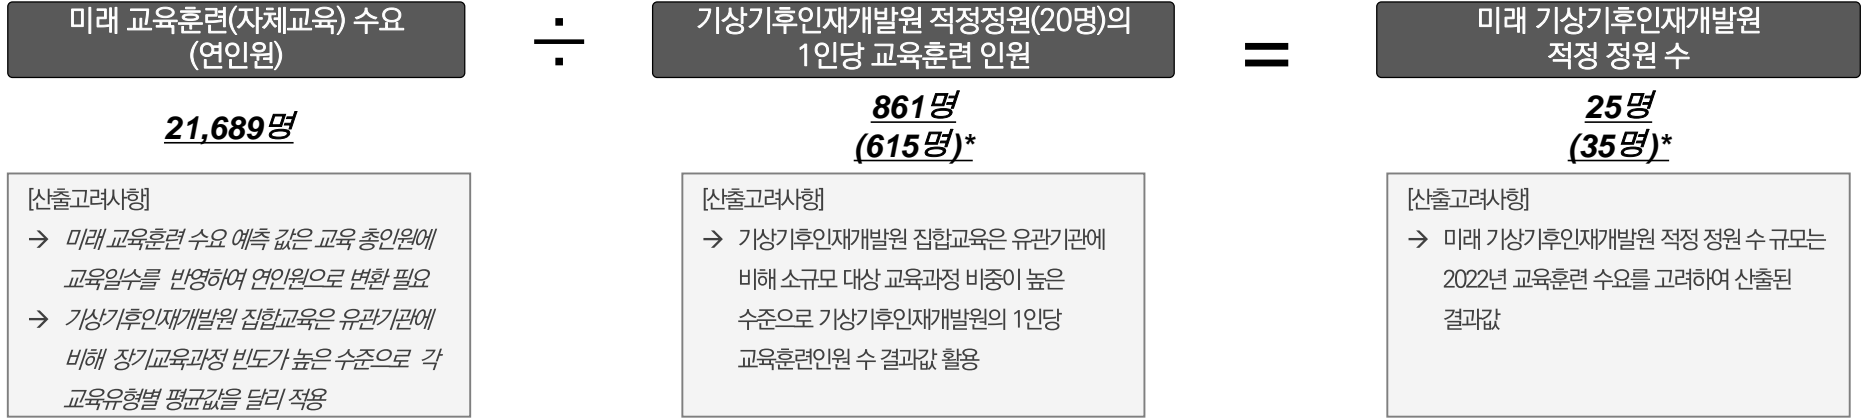 미래 교육훈련(자체교육) 수요
(연인원)
÷
기상기후인재개발원 적정정원(20명)의
1인당 교육훈련 인원
=
미래 기상기후인재개발원
적정 정원 수
21,689명
861명
(615명)*
25명
(35명)*
[산출고려사항]
→ 미래 교육훈련 수요 예측 값은 교육 총인원에
교육일수를 반영하여 연인원으로 변환 필요
→ 기상기후인재개발원 집합교육은 유관기관에
비해 장기교육과정 빈도가 높은 수준으로 각
교육유형별 평균값을 달리 적용
[산출고려사항]
→ 기상기후인재개발원 집합교육은 유관기관에
비해 소규모 대상 교육과정 비중이 높은
수준으로 기상기후인재개발원의 1인당
교육훈련인원 수 결과값 활용
[산출고려사항]
→ 미래 기상기후인재개발원 적정 정원 수 규모는
2022년 교육훈련 수요를 고려하여 산출된
결과값